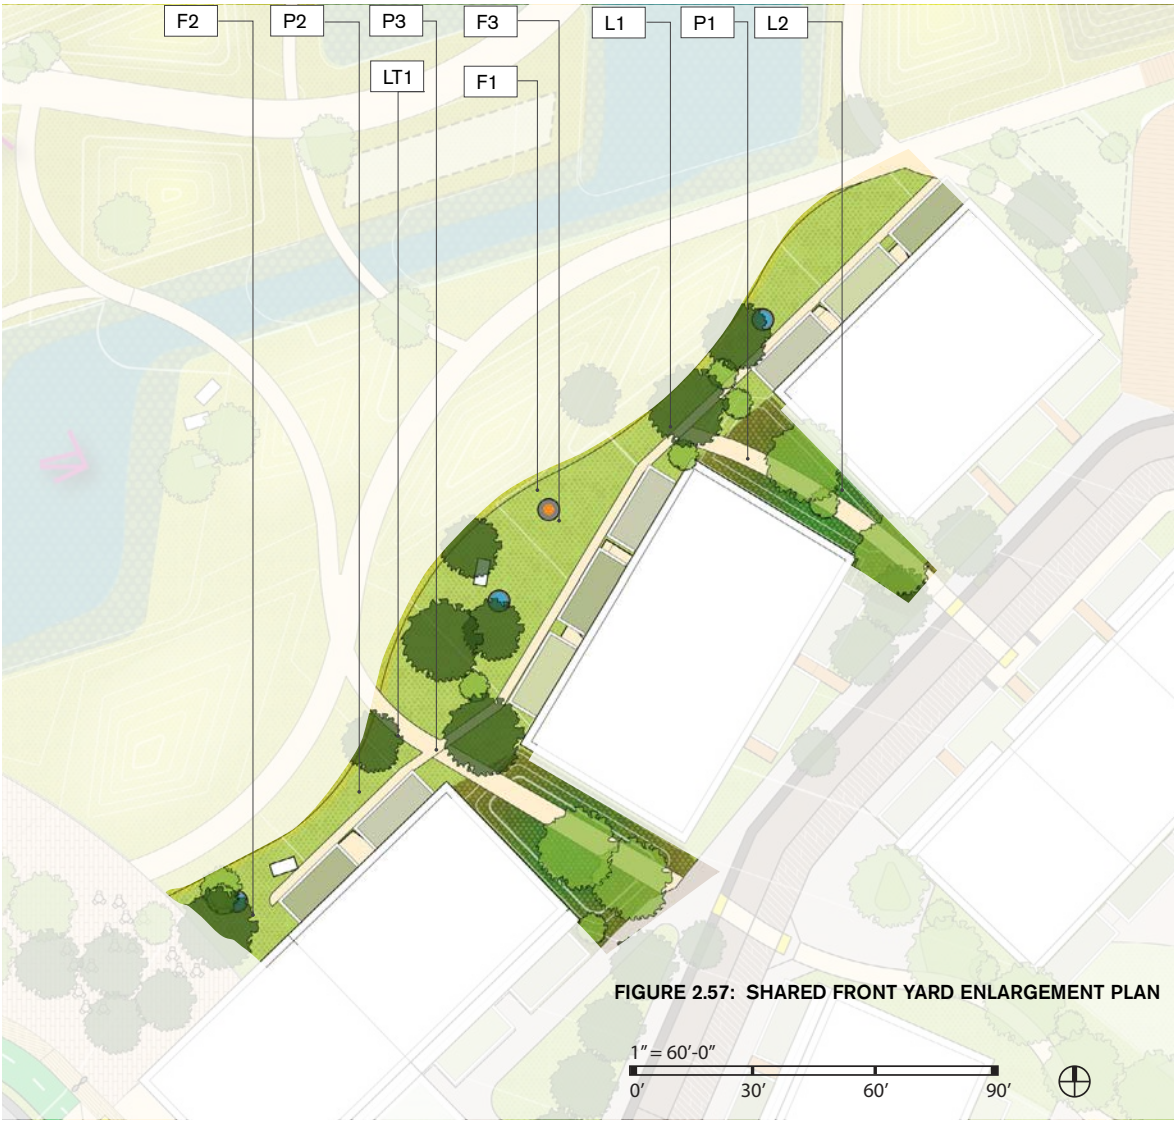 F2 P2 P3 F3 L1 P1 L2
LT1 F1
FIGURE 2.57: SHARED FRONT YARD ENLARGEMENT PLAN
1" = 60'-0"
0' 30' 60' 90'